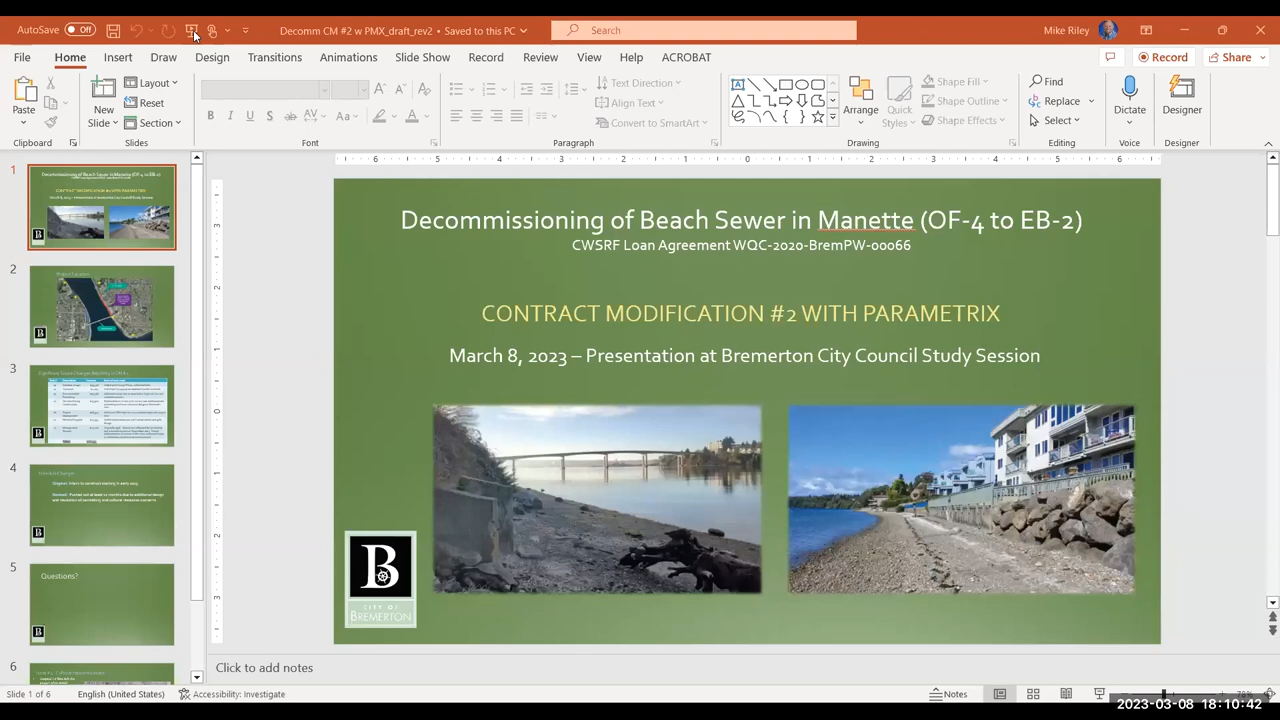 AutoSave Off
Decomm CM #2 w PMX_draft_rev2 • Saved to this PC
Search
Mike Riley
File Home Insert Draw Design Transitions Animations Slide Show Record Review View Help ACROBAT
Record Share
Paste
Clipboard
New Slide
Layout
Reset
Section
Slides
Font
Text Direction
Align Text
Convert to SmartArt
Paragraph
Arrange
Quick Styles
Shape Fill
Shape Outline
Shape Effects
Drawing
Find
Replace
Select
Editing
Dictate
Voice
Designer
Designer
1
2
3
4
5
Questions?
6
Decommissioning of Beach Sewer in Manette (OF-4 to EB-2)
CWSRF Loan Agreement WQC-2020-BremPW-00066
CONTRACT MODIFICATION #2 WITH PARAMETRIX
March 8, 2023 – Presentation at Bremerton City Council Study Session
B
CITY OF
BREMERTON
Click to add notes
Slide 1 of 6 English (United States) Accessibility: Investigate Notes
2023-03-08 18:10:42